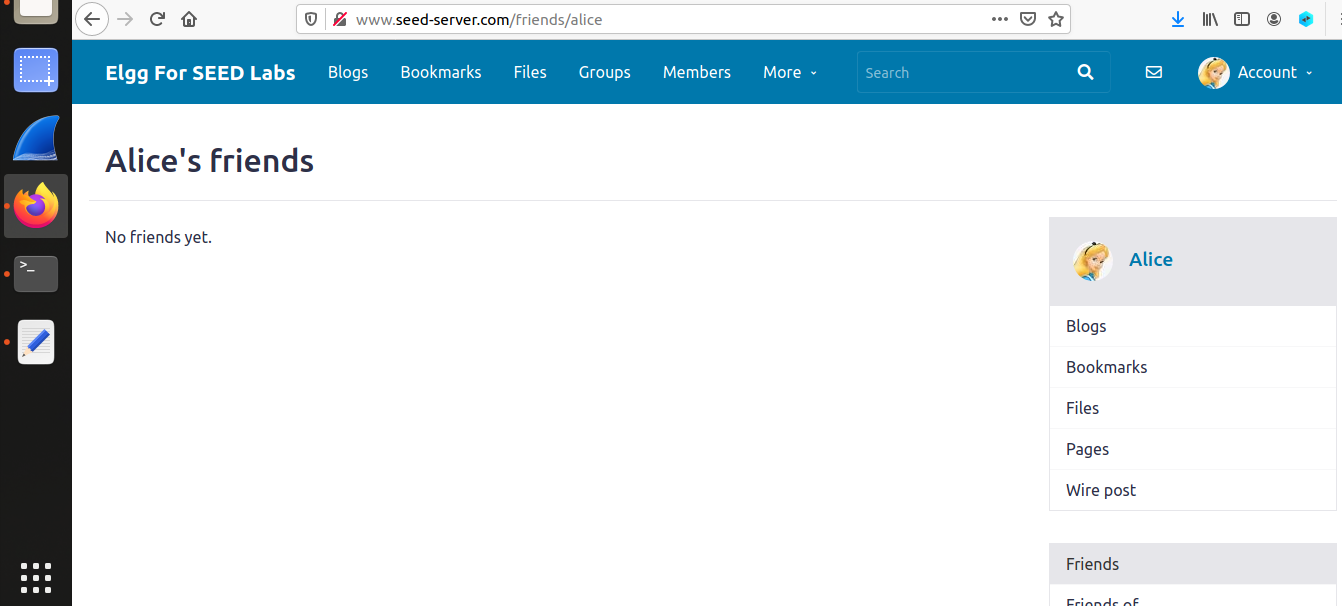 www.seed-server.com/friends/alice
Elgg For SEED Labs Blogs Bookmarks Files Groups Members More Search Account
Alice's friends
No friends yet.
Alice
Blogs
Bookmarks
Files
Pages
Wire post
Friends
Friends of